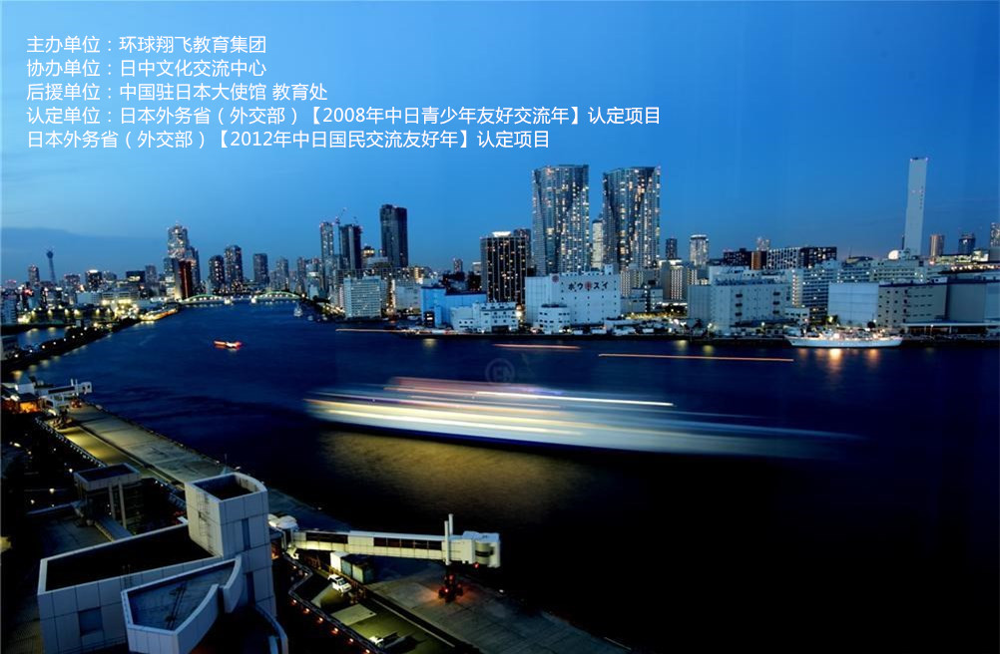 主办单位：环球翔飞教育集团
协办单位：日中文化交流中心
后援单位：中国驻日本大使馆 教育处
认定单位：日本外务省（外交部）【2008年中日青少年友好交流年】认定项目
日本外务省（外交部）【2012年中日国民交流友好年】认定项目
ボウスイ